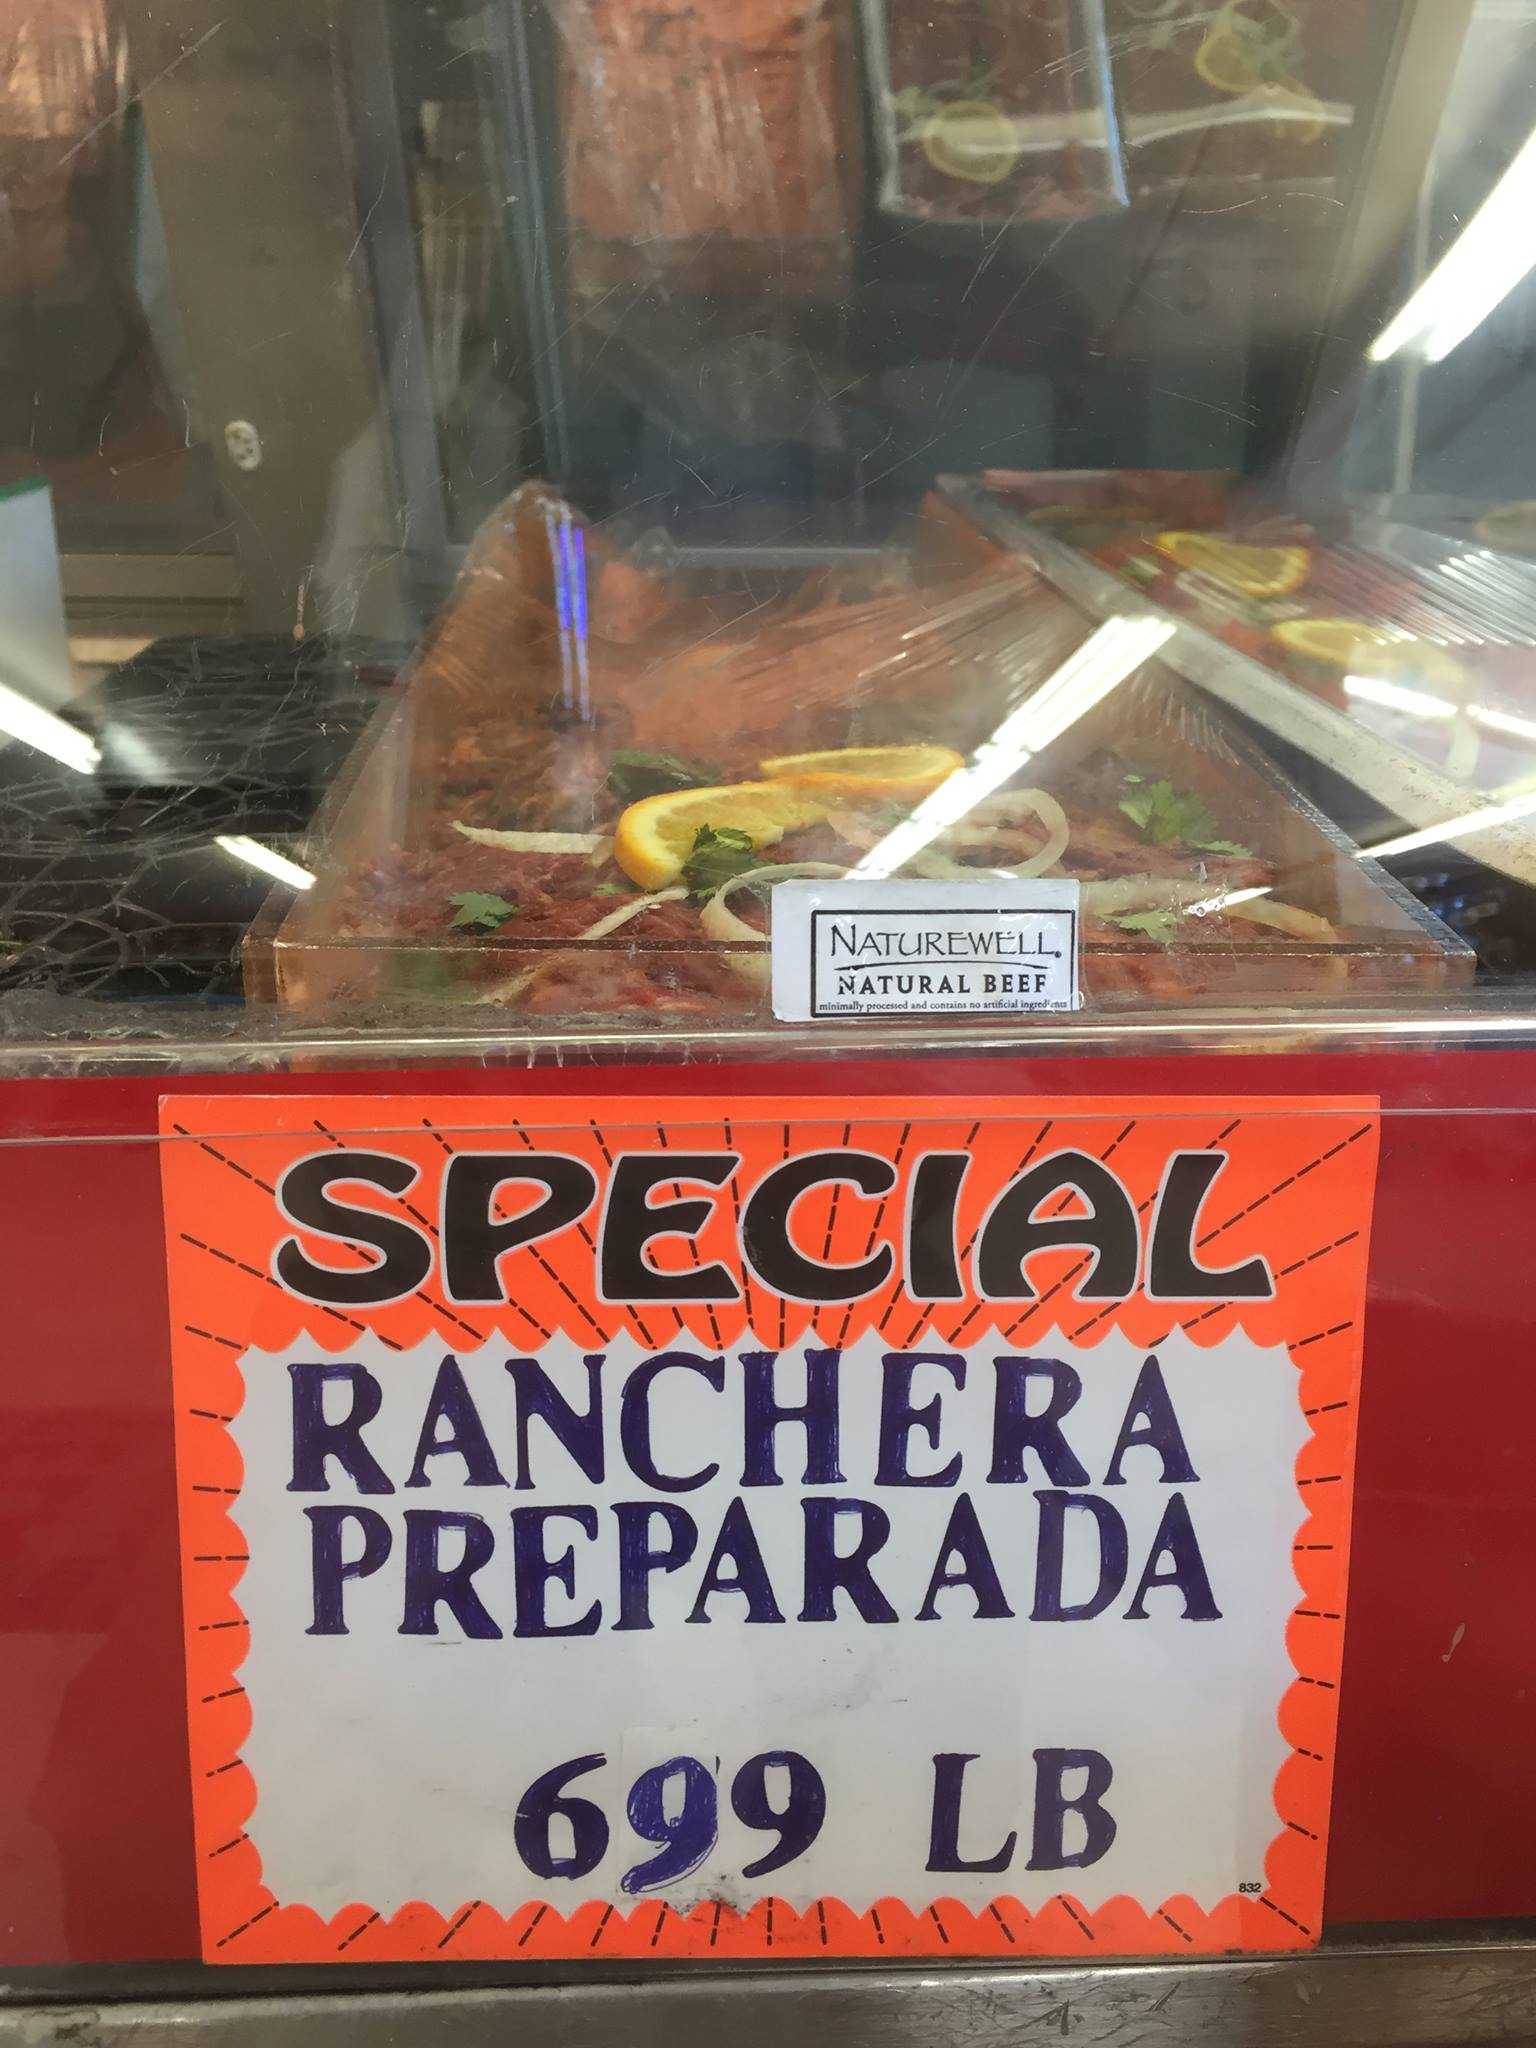 NATUREWELL®
NATURAL BEEF
minimally processed and contains no artificial ingredients
SPECIAL
RANCHERA
PREPARADA
699 LB
832